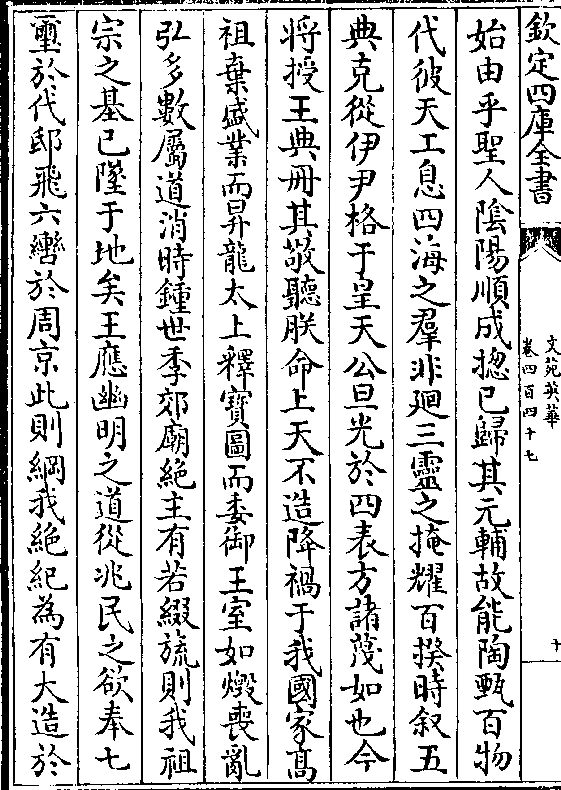 欽定四庫全書
文苑英華
卷四百四十七
十
始由乎聖人陰陽順成揔已歸其元輔故能陶甄百物
代彼天工息四海之羣非廻三靈之掩耀百揆時叙五
典克從伊尹格于皇天公旦光於四表方諸蔑如也今
將授王典冊其敬聽朕命上天不造降禍于我國家髙
祖棄盛業而昇龍太上釋寶圖而委御王室如燬喪亂
弘多數屬道消時鍾世季郊廟絶主有若綴旒則我祖
宗之基已墜于地矣王應幽明之道從兆民之欲奉七
璽於代邸飛六轡於周京此則綱我絶紀為有大造於